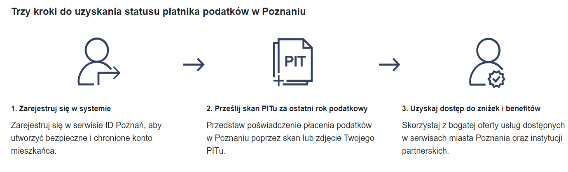 Trzy kroki do uzyskania statusu płatnika podatków w Poznaniu
PIT
1. Zarejestruj się w systemie
Zarejestruj się w serwisie ID Poznań, aby
utworzyć bezpieczne i chronione konto
mieszkańca.
2. Prześlij skan PITu za ostatni rok podatkowy
Przedstaw poświadczenie płacenia podatków
w Poznaniu poprzez skan lub zdjęcie Twojego
PITu.
3. Uzyskaj dostęp do zniżek i benefitów
Skorzystaj z bogatej oferty usług dostępnych
w serwisach miasta Poznania oraz instytucji
partnerskich.